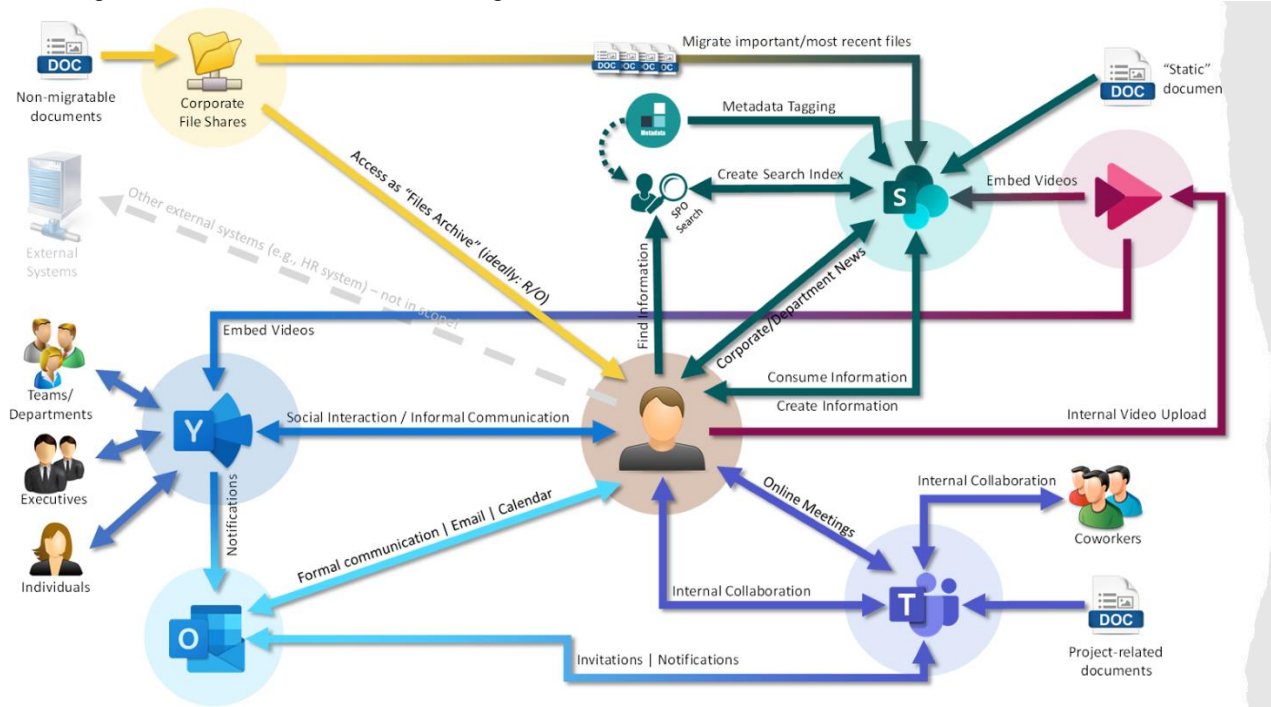 DOC
Non-migratable
documents
Corporate
File Shares
Migrate important/most recent files
DOC DOC DOC DOC
DOC
"Static"
documen
Metadata
Metadata Tagging
Create Search Index
SPO
Search
S
Embed Videos
External
Systems
Other external systems (e.g., HR system) – not in scope!
Access as "Files Archive" (ideally: R/O)
Find Information
Corporate/Department News
Embed Videos
Consume Information
Create Information
Internal Video Upload
Teams/
Departments
Executives
Individuals
Y
Social Interaction / Informal Communication
Notifications
Formal communication | Email | Calendar
Online Meetings
Internal Collaboration
Internal Collaboration
Coworkers
T
DOC
Project-related
documents
O
Invitations | Notifications